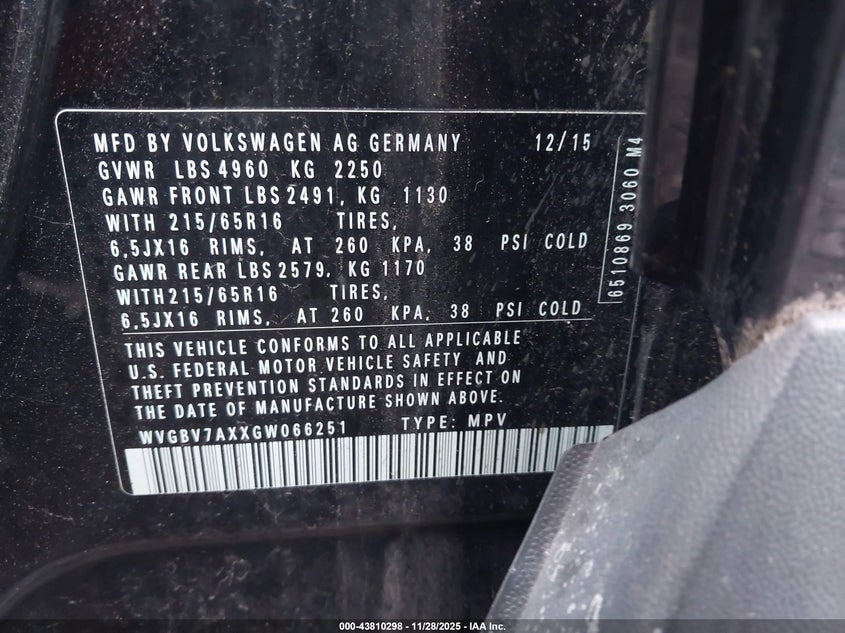 MFD BY VOLKSWAGEN AG GERMANY 12/15
GVWR LBS 4960 KG 2250
GAWR FRONT LBS 2491, KG 1130
WITH 215/65R16 TIRES,
6,5JX16 RIMS, AT 260 KPA, 38 PSI COLD
GAWR REAR LBS 2579, KG 1170
WITH 215/65R16 TIRES,
6,5JX16 RIMS, AT 260 KPA, 38 PSI COLD
THIS VEHICLE CONFORMS TO ALL APPLICABLE
U.S. FEDERAL MOTOR VEHICLE SAFETY AND
THEFT PREVENTION STANDARDS IN EFFECT ON
THE DATE OF MANUFACTURE SHOWN ABOVE.
WVGBV7AXXGW066251 TYPE: MPV
6510869 3060 M4
000-43810298 - 11/28/2025 - IAA Inc.